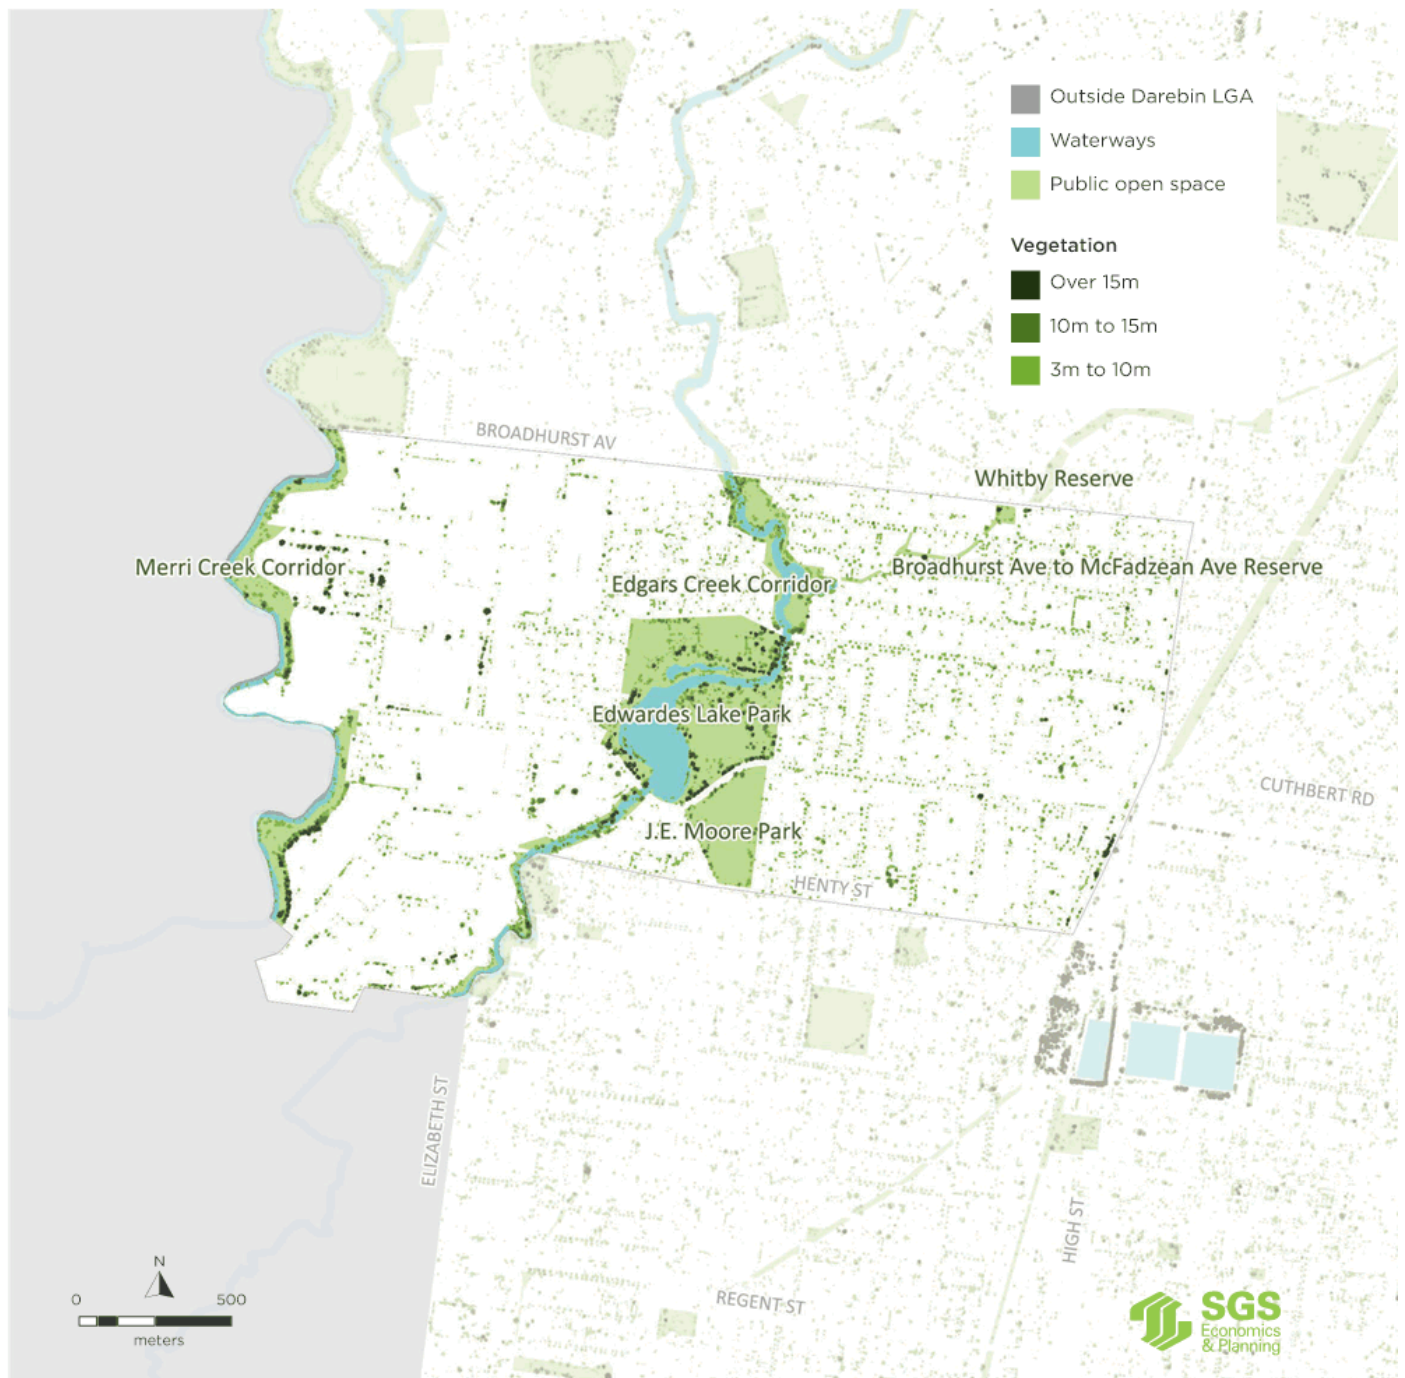 Outside Darebin LGA
Waterways
Public open space
Vegetation
Over 15m
10m to 15m
3m to 10m
BROADHURST AV
Whitby Reserve
Merri Creek Corridor
Broadhurst Ave to McFadzean Ave Reserve
Edgars Creek Corridor
Edwardes Lake Park
CUTHBERT RD
J.E. Moore Park
HENTY ST
ELIZABETH ST
HIGH ST
REGENT ST
N
0 500
meters
SGS
Economics
& Planning